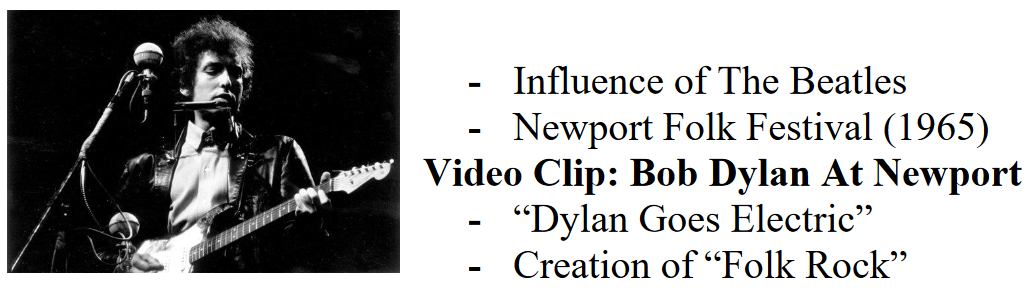 - Influence of The Beatles
- Newport Folk Festival (1965)
Video Clip: Bob Dylan At Newport
- “Dylan Goes Electric”
- Creation of “Folk Rock”